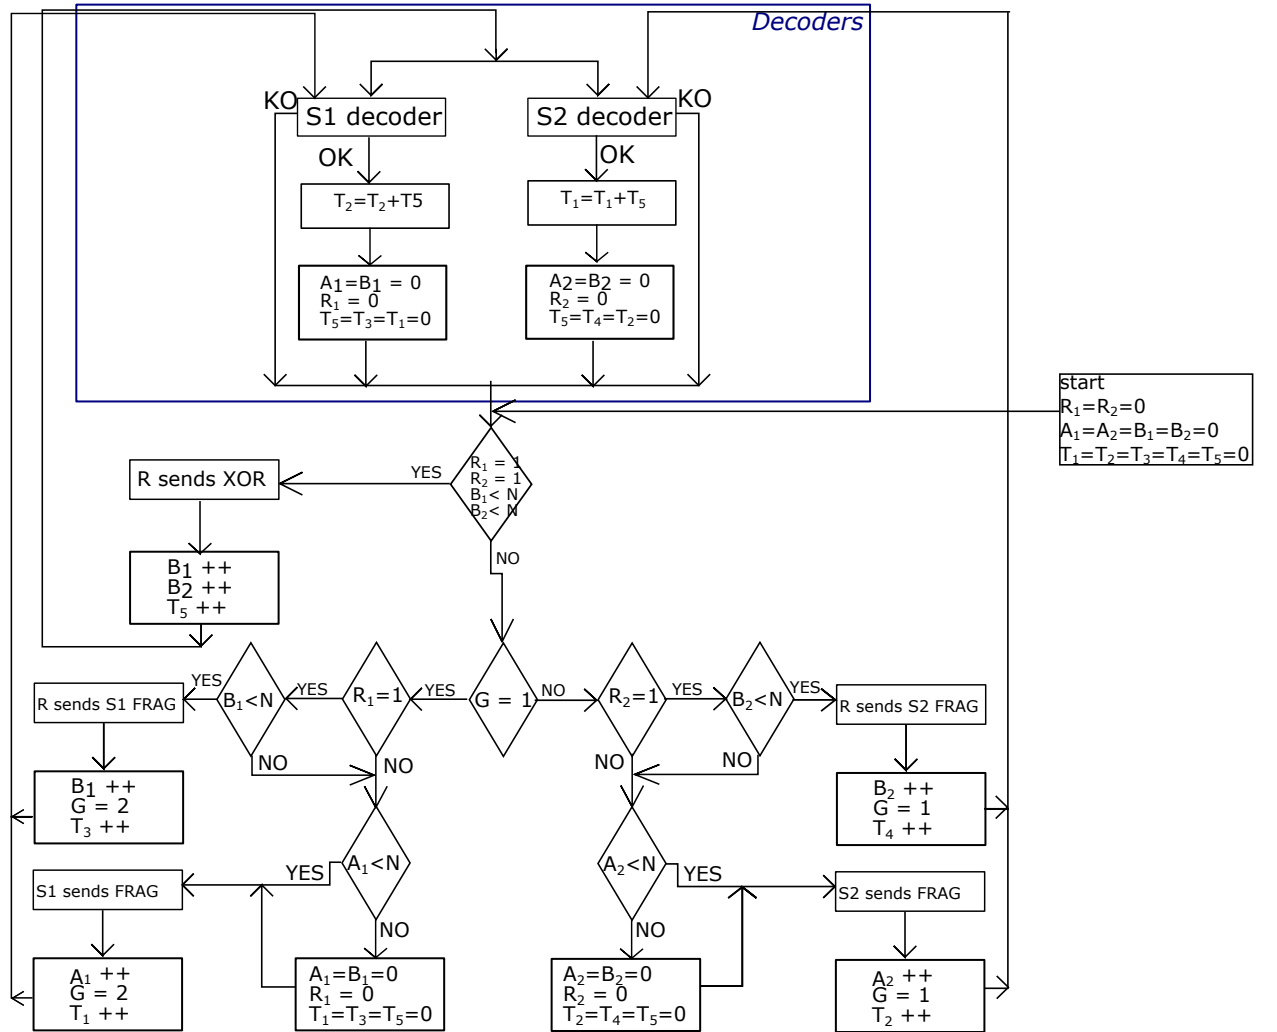 Decoders
KO
S1 decoder
S2 decoder
KO
OK
OK
T₂=T₂+T5
T₁=T₁+T₅
A1=B1 = 0
R₁ = 0
T₅=T₃=T₁=0
A2=B2 = 0
R₂ = 0
T₅=T₄=T₂=0
start
R₁=R₂=0
A₁=A₂=B₁=B₂=0
T₁=T₂=T₃=T₄=T₅=0
R₁ = 1
R₂ = 1
B₁< N
B₂< N
YES
R sends XOR
NO
B1 ++
B2 ++
T₅ ++
R sends S1 FRAG
YES
B₁<N
YES
R₁=1
YES
G = 1
NO
R₂=1
YES
B₂<N
YES
R sends S2 FRAG
NO
NO
NO
NO
B1 ++
G = 2
T₃ ++
B₂ ++
G = 1
T₄ ++
A₁<N
A₂<N
YES
YES
S1 sends FRAG
S2 sends FRAG
NO
NO
A₁ ++
G = 2
T₁ ++
A₁=B₁=0
R₁ = 0
T₁=T₃=T₅=0
A₂=B₂=0
R₂ = 0
T₂=T₄=T₅=0
A₂ ++
G = 1
T₂ ++